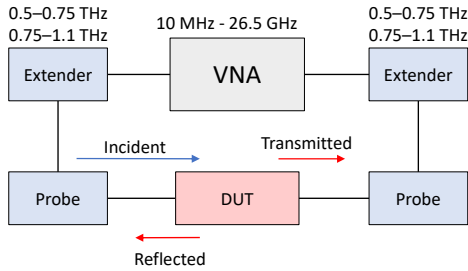 0.5–0.75 THz
0.75–1.1 THz
10 MHz - 26.5 GHz
0.5–0.75 THz
0.75–1.1 THz
Extender
VNA
Extender
Incident
Transmitted
Probe
DUT
Probe
Reflected